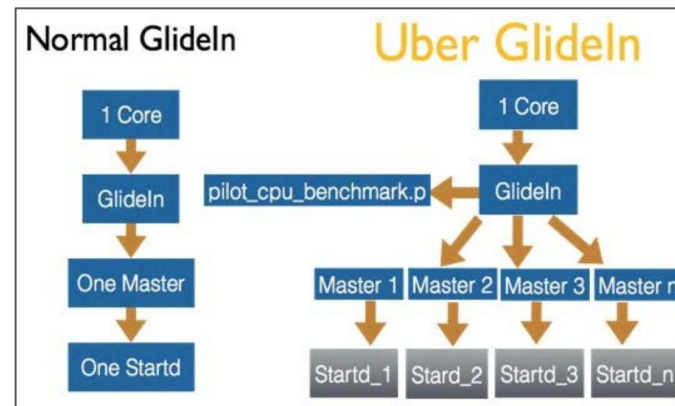 Normal GlideIn
Uber GlideIn
1 Core
GlideIn
One Master
One Startd
1 Core
pilot_cpu_benchmark.p
GlideIn
Master 1
Master 2
Master 3
Master n
Startd_1
Stard_2
Startd_3
Startd_n